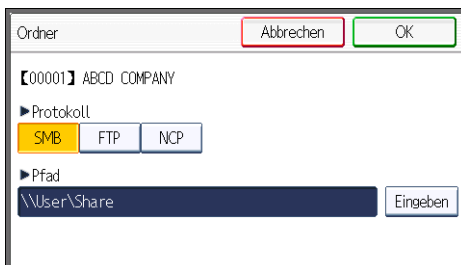 Ordner Abbrechen OK
【00001】 ABCD COMPANY
▶Protokoll
SMB FTP NCP
▶Pfad
\\User\Share Eingeben